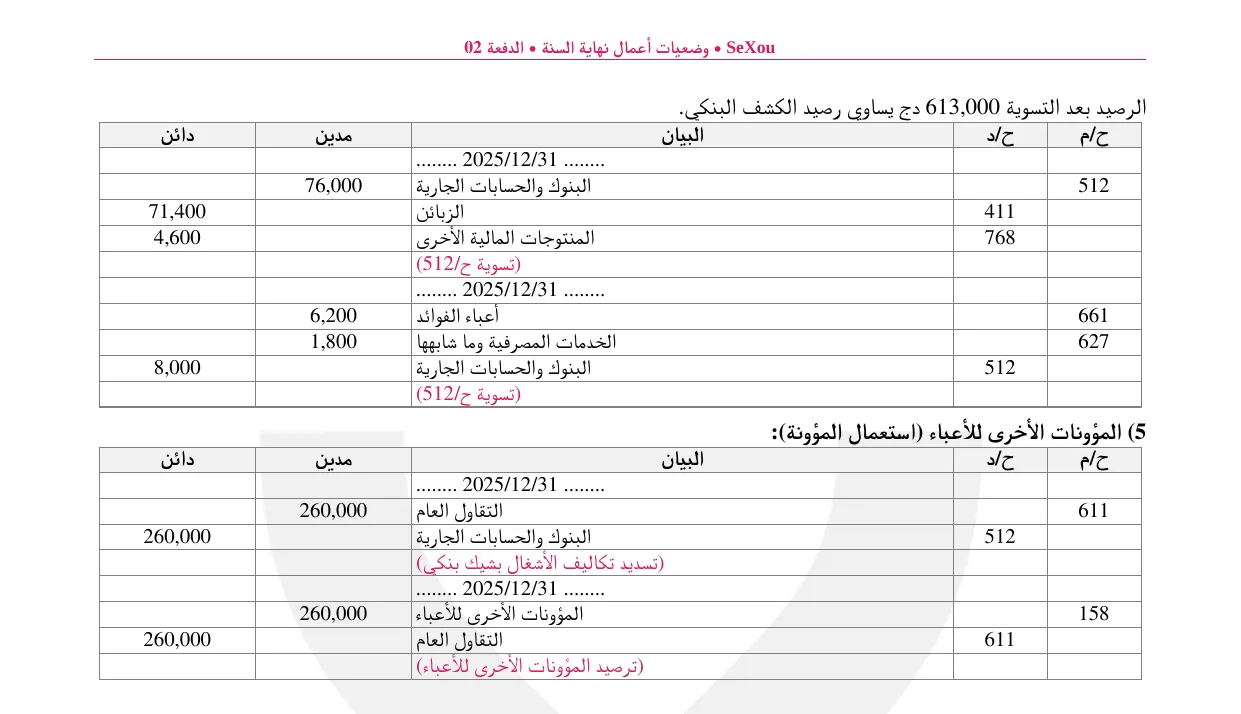 SeXou • وضعيات أعمال نهاية السنة • الدفعة 02
الرصيد بعد التسوية 613,000 دج يساوي رصيد الكشف البنكي.
ح/م ح/د البيان مدين دائن
........ 2025/12/31 ........
512 البنوك والحسابات الجارية 76,000
411 الزبائن 71,400
768 المنتوجات المالية الأخرى 4,600
(تسوية ح/512)
........ 2025/12/31 ........
661 أعباء الفوائد 6,200
627 الخدمات المصرفية وما شابهها 1,800
512 البنوك والحسابات الجارية 8,000
(تسوية ح/512)
5) المؤونات الأخرى للأعباء (استعمال المؤونة):
ح/م ح/د البيان مدين دائن
........ 2025/12/31 ........
611 التقاول العام 260,000
512 البنوك والحسابات الجارية 260,000
(تسديد تكاليف الأشغال بشيك بنكي)
........ 2025/12/31 ........
158 المؤونات الأخرى للأعباء 260,000
611 التقاول العام 260,000
(ترصيد المؤونات الأخرى للأعباء)